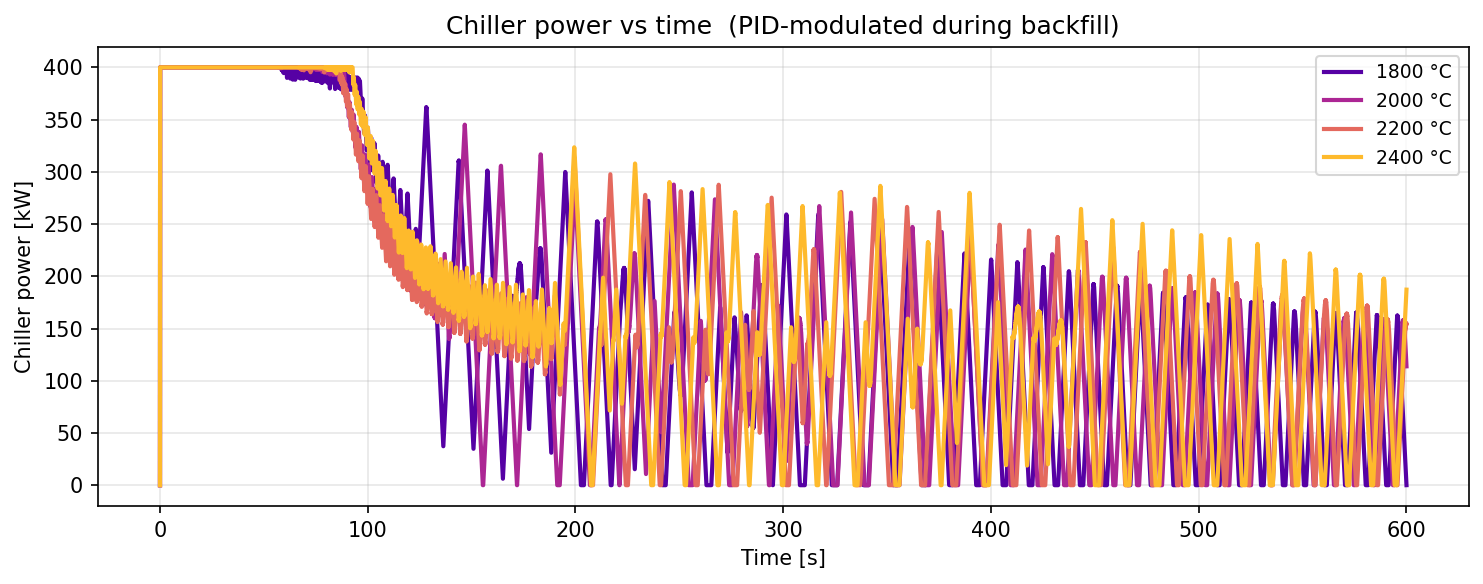 Chiller power vs time  (PID-modulated during backfill)
Chiller power [kW]
400
350
300
250
200
150
100
50
0
0 100 200 300 400 500 600
Time [s]
1800 °C
2000 °C
2200 °C
2400 °C